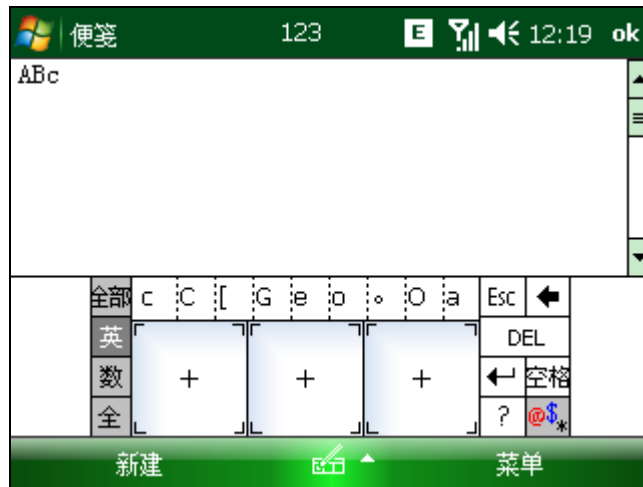 便笺 123 E 12:19 ok
ABc
全部 c C [ G e o 。 O a Esc
英 DEL
数 空格
全 ? @$*
新建 菜单